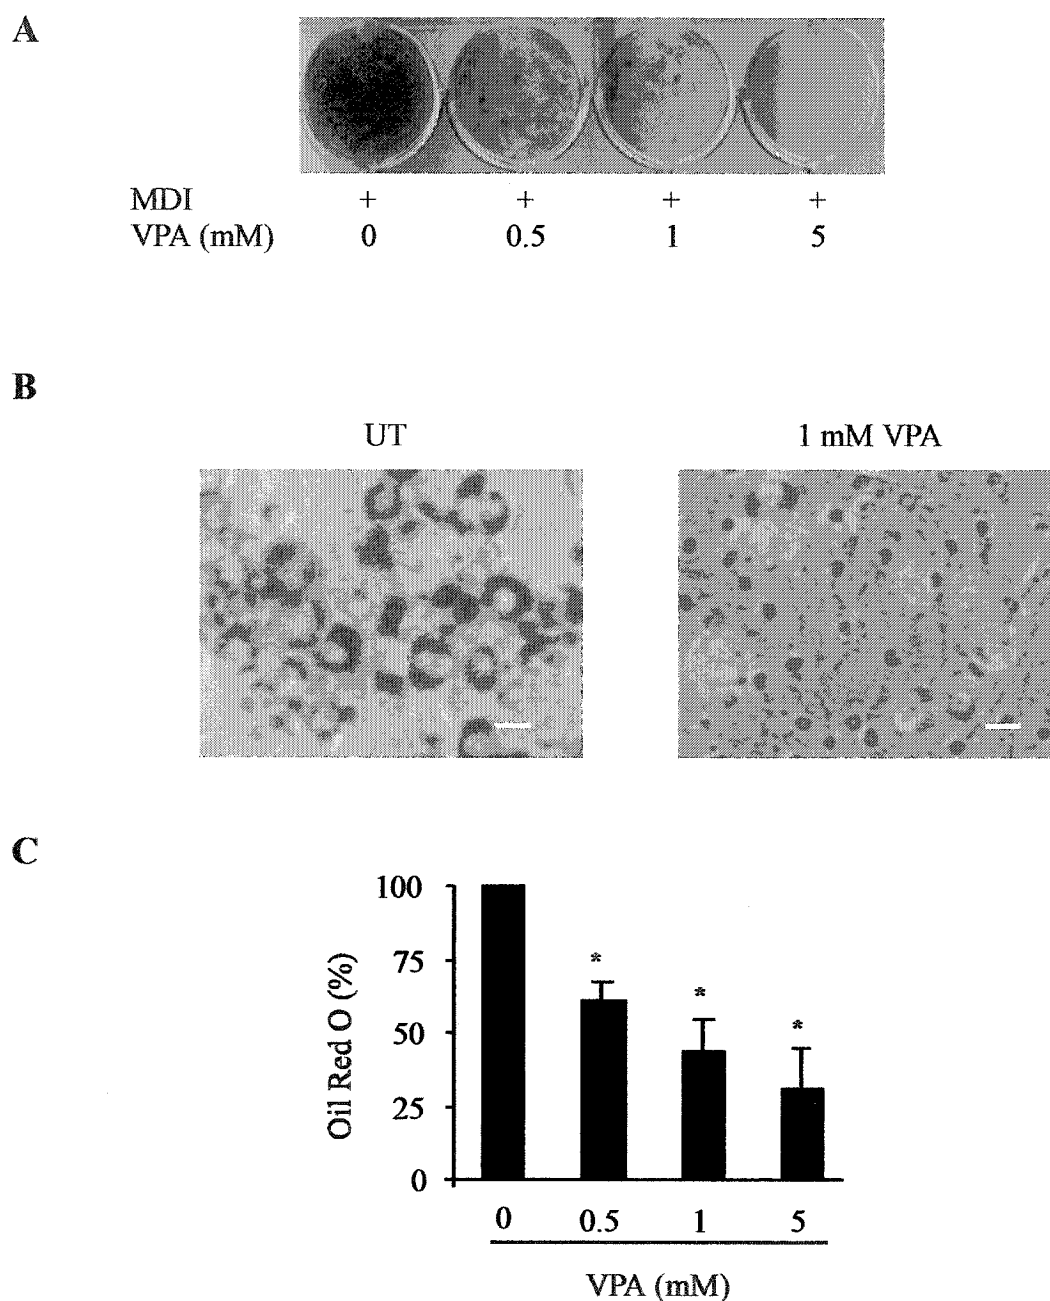 A
MDI + + + +
VPA (mM) 0 0.5 1 5
B
UT 1 mM VPA
C
100
75
50
25
0
Oil Red O (%)
* * *
0 0.5 1 5
VPA (mM)